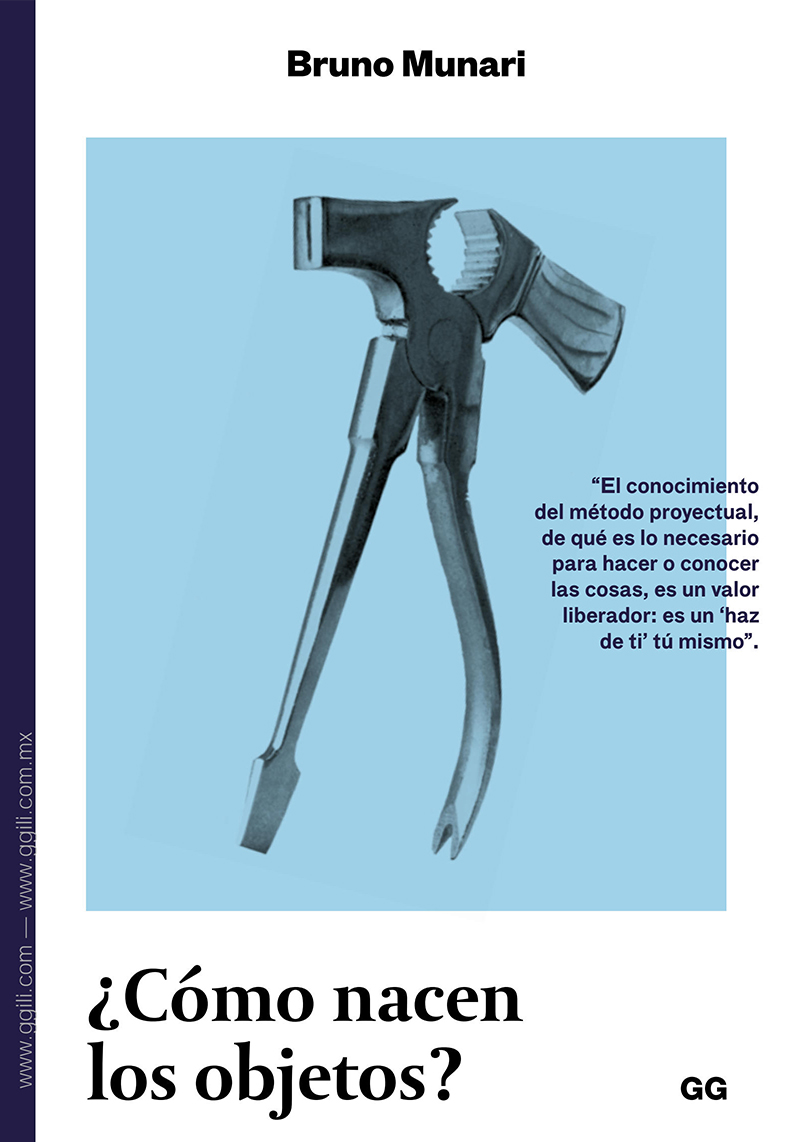 Bruno Munari
“El conocimiento
del método proyectual,
de qué es lo necesario
para hacer o conocer
las cosas, es un valor
liberador: es un ‘haz
de ti’ tú mismo”.
www.ggili.com — www.ggili.com.mx
¿Cómo nacen
los objetos?
GG